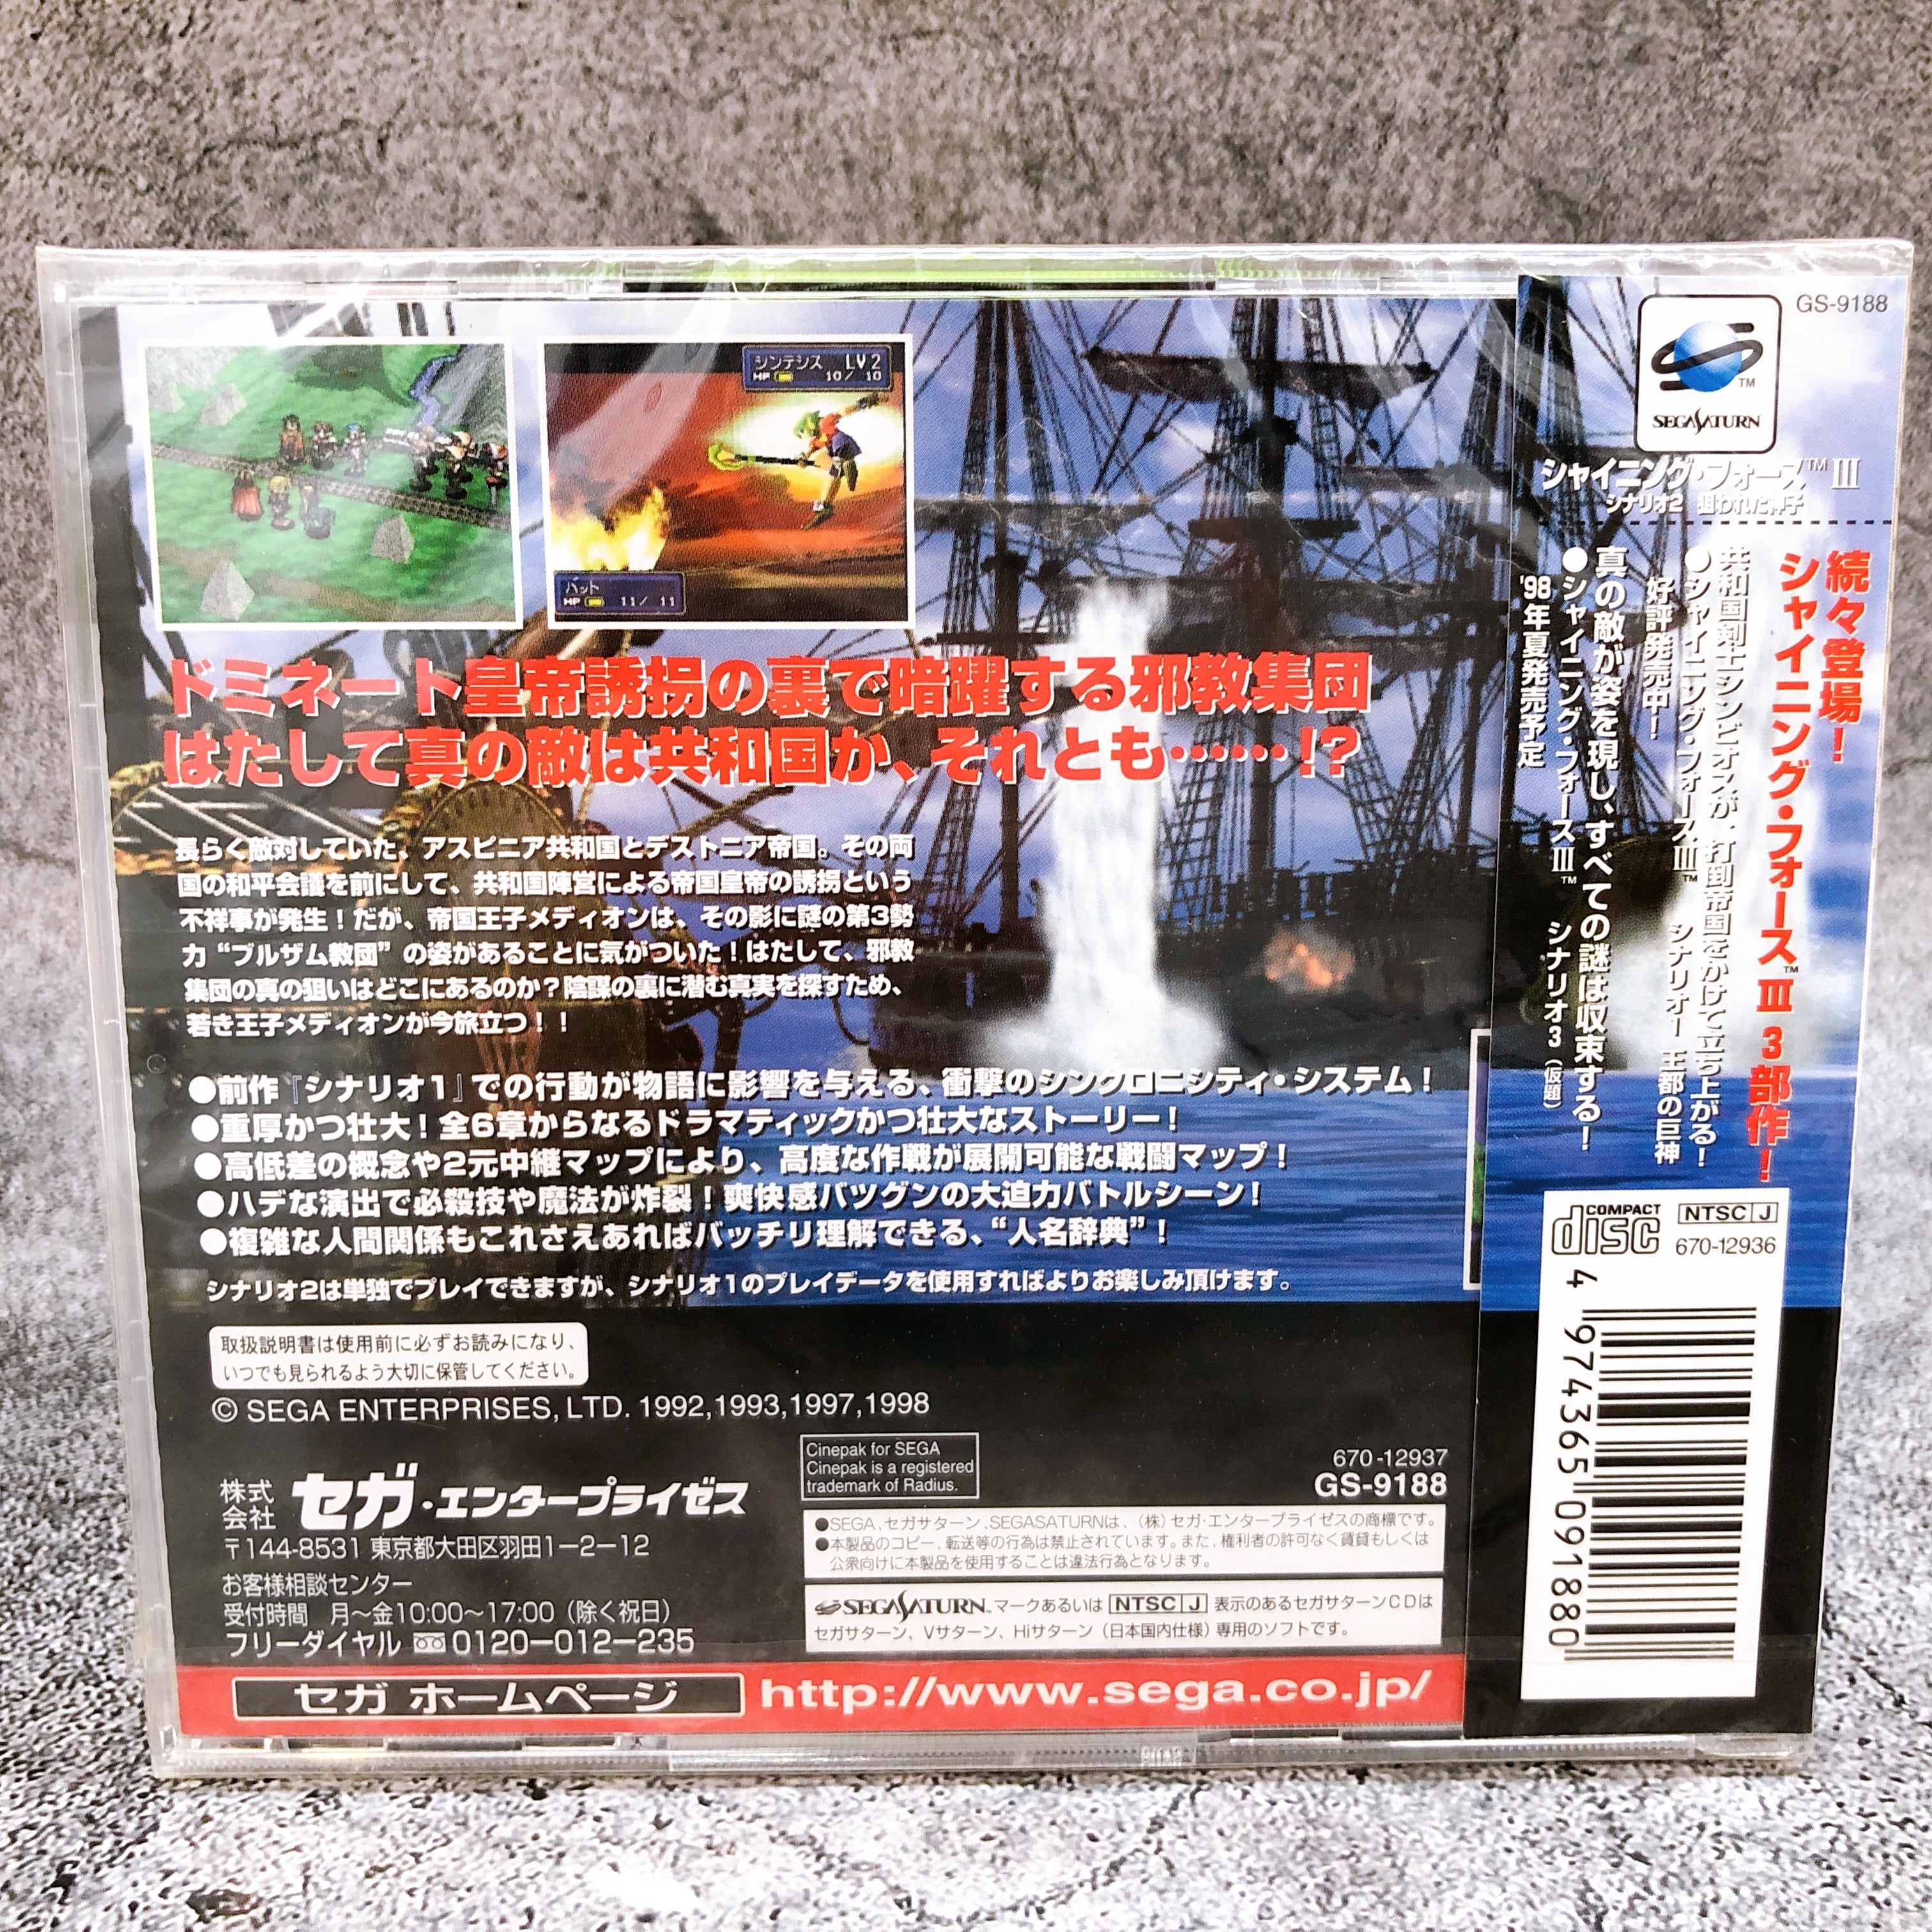 シンテシス LV2
HP 10/ 10
バット
HP 11/ 11
ドミネート皇帝誘拐の裏で暗躍する邪教集団
はたして真の敵は共和国か、それとも……!?
長らく敵対していた、アスピニア共和国とデストニア帝国。その両
国の和平会議を前にして、共和国陣営による帝国皇帝の誘拐という
不祥事が発生！だが、帝国王子メディオンは、その影に謎の第3勢
力“ブルザム教団”の姿があることに気がついた！はたして、邪教
集団の真の狙いはどこにあるのか？陰謀の裏に潜む真実を探すため、
若き王子メディオンが今旅立つ！！
●前作『シナリオ1』での行動が物語に影響を与える、衝撃のシンクロニシティ・システム！
●重厚かつ壮大！全6章からなるドラマティックかつ壮大なストーリー！
●高低差の概念や2元中継マップにより、高度な作戦が展開可能な戦闘マップ！
●ハデな演出で必殺技や魔法が炸裂！爽快感バツグンの大迫力バトルシーン！
●複雑な人間関係もこれさえあればバッチリ理解できる、“人名辞典”！
シナリオ2は単独でプレイできますが、シナリオ1のプレイデータを使用すればよりお楽しみ頂けます。
取扱説明書は使用前に必ずお読みになり、
いつでも見られるよう大切に保管してください。
© SEGA ENTERPRISES, LTD. 1992,1993,1997,1998
株式会社 セガ・エンタープライゼス
〒144-8531 東京都大田区羽田1－2－12
お客様相談センター
受付時間　月～金10:00～17:00（除く祝日）
フリーダイヤル 0120－012－235
Cinepak for SEGA
Cinepak is a registered
trademark of Radius.
670-12937
GS-9188
●SEGA、セガサターン、SEGASATURNは、（株）セガ・エンタープライゼスの商標です。
●本製品のコピー、転送等の行為は禁止されています。また、権利者の許可なく賃貸もしくは
公衆向けに本製品を使用することは違法行為となります。
SEGASATURN™マークあるいは NTSC J 表示のあるセガサターンCDは
セガサターン、Vサターン、Hiサターン（日本国内仕様）専用のソフトです。
セガ ホームページ
http://www.sega.co.jp/
GS-9188
TM
SEGASATURN
シャイニング・フォース™ III
シナリオ2 狙われた神子
続々登場！
シャイニング・フォース™ III 3部作！
共和国剣士シンビオスが、打倒帝国をかけて立ち上がる！
●シャイニング・フォースIII™ シナリオ1 王都の巨神
好評発売中！
真の敵が姿を現し、すべての謎は収束する！
●シャイニング・フォースIII™ シナリオ3（仮題）
'98年夏発売予定
COMPACT disc
NTSC J
670-12936
4 974365 091880